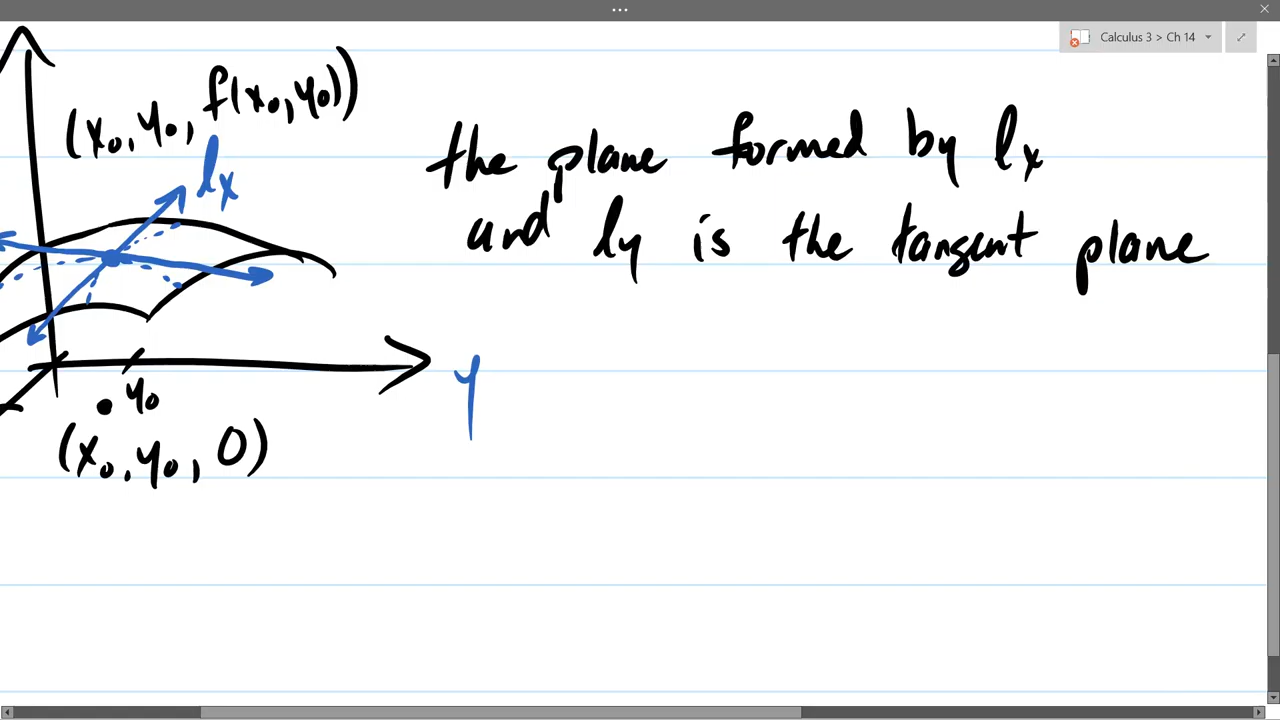 Calculus 3 > Ch 14
(x₀, y₀, f(x₀, y₀))
lx
the plane formed by lx
and ly is the tangent plane
y
y₀
(x₀, y₀, 0)